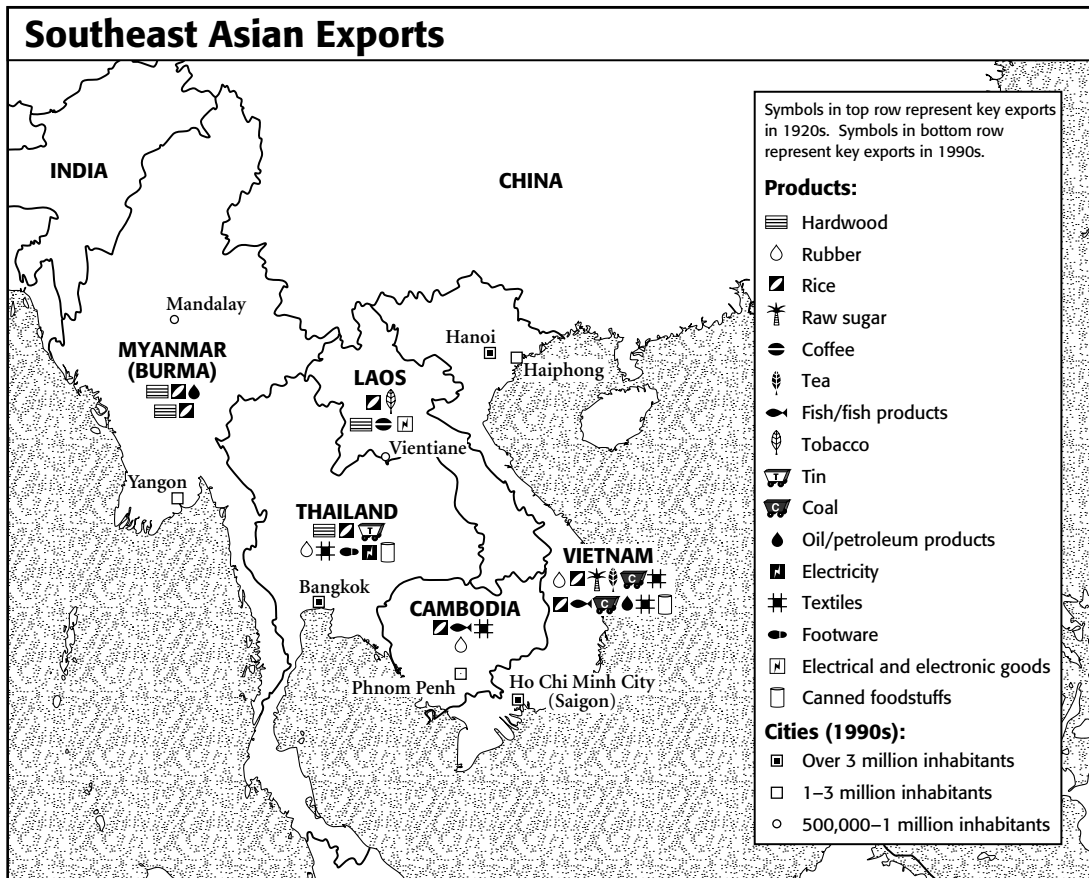 Southeast Asian Exports
Symbols in top row represent key exports
in 1920s. Symbols in bottom row
represent key exports in 1990s.
Products:
Hardwood
Rubber
Rice
Raw sugar
Coffee
Tea
Fish/fish products
Tobacco
T Tin
C Coal
Oil/petroleum products
Electricity
Textiles
Footware
Electrical and electronic goods
Canned foodstuffs
Cities (1990s):
Over 3 million inhabitants
1–3 million inhabitants
500,000–1 million inhabitants
INDIA
CHINA
Mandalay
MYANMAR
(BURMA)
Hanoi
Haiphong
LAOS
Vientiane
Yangon
THAILAND
T
Bangkok
VIETNAM
C
C
CAMBODIA
Phnom Penh
Ho Chi Minh City
(Saigon)